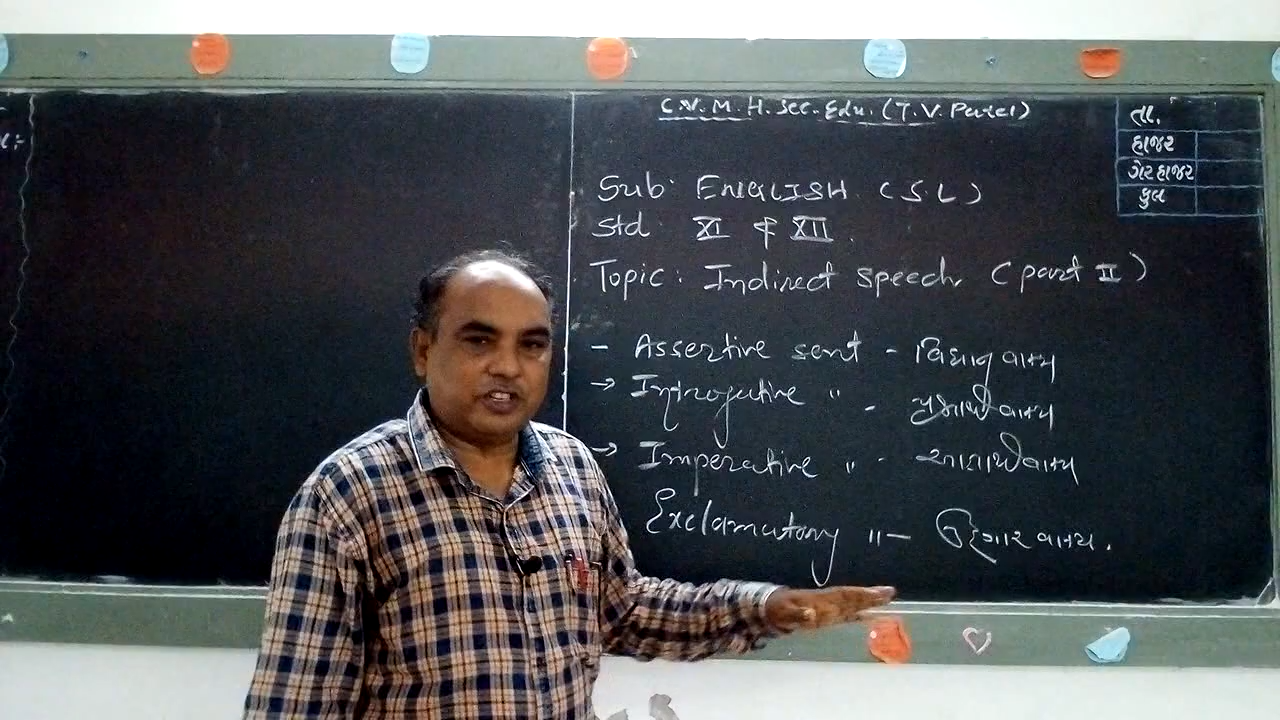 C.V.M. H. Sec. Edu. (T. V. Patel)
તા.
હાજર
ગેરહાજર
કુલ
Sub: ENGLISH (S L)
Std: XI & XII.
Topic: Indirect speech (part II)
- Assertive sent - વિધાન વાક્ય
→ Introgative " - પ્રશ્નાર્થ વાક્ય
→ Imperative " - આજ્ઞાર્થ વાક્ય
Exclamatory " - ઉદ્દગાર વાક્ય.